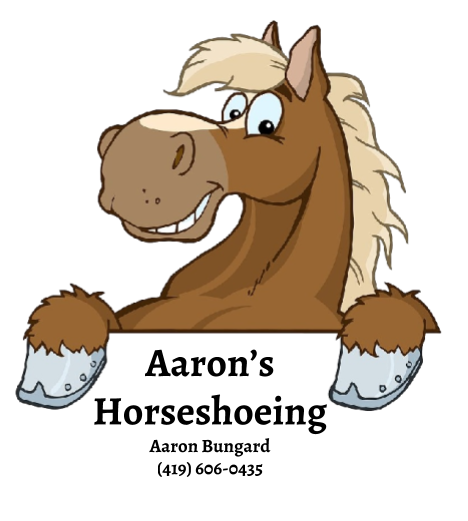 Aaron’s
Horseshoeing
Aaron Bungard
(419) 606-0435